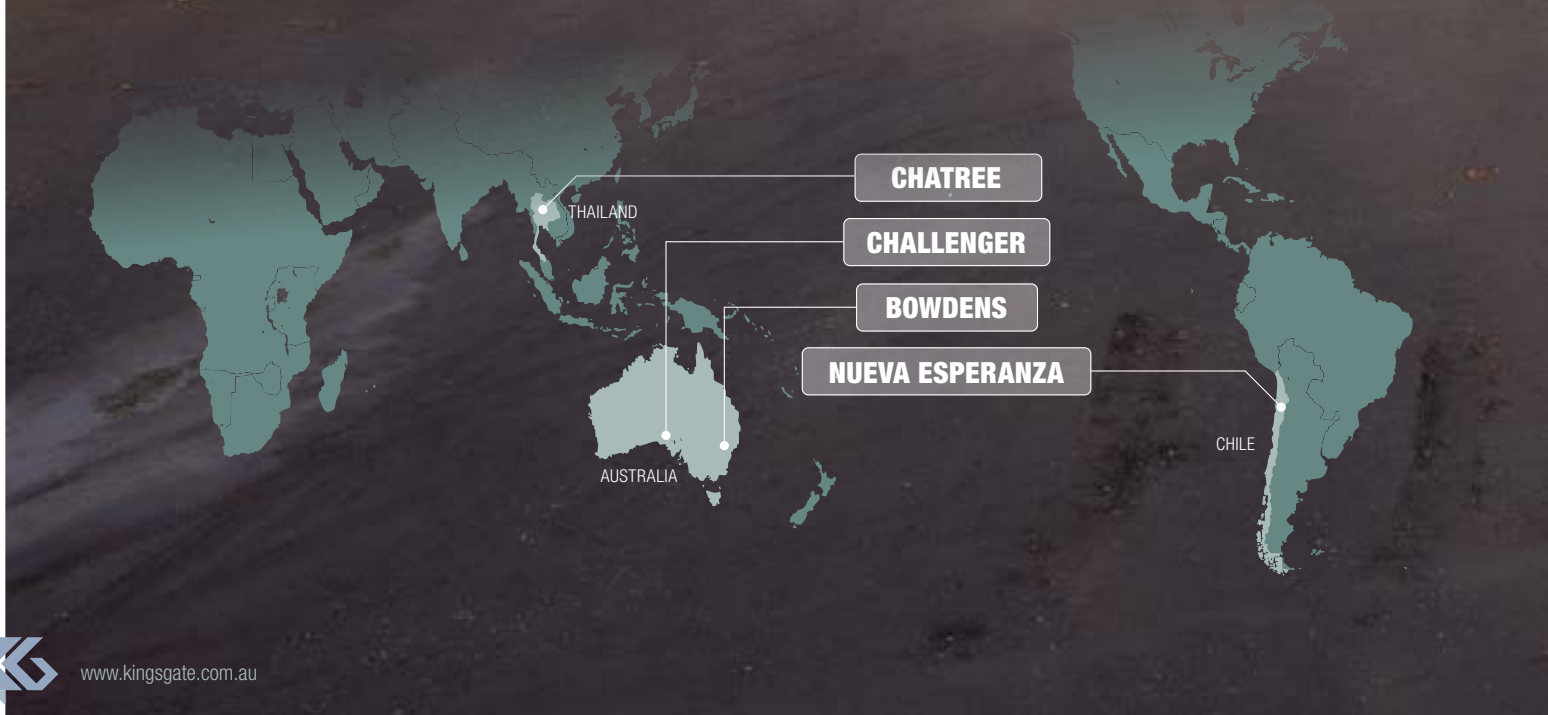 CHATREE
THAILAND
CHALLENGER
BOWDENS
NUEVA ESPERANZA
CHILE
AUSTRALIA
www.kingsgate.com.au